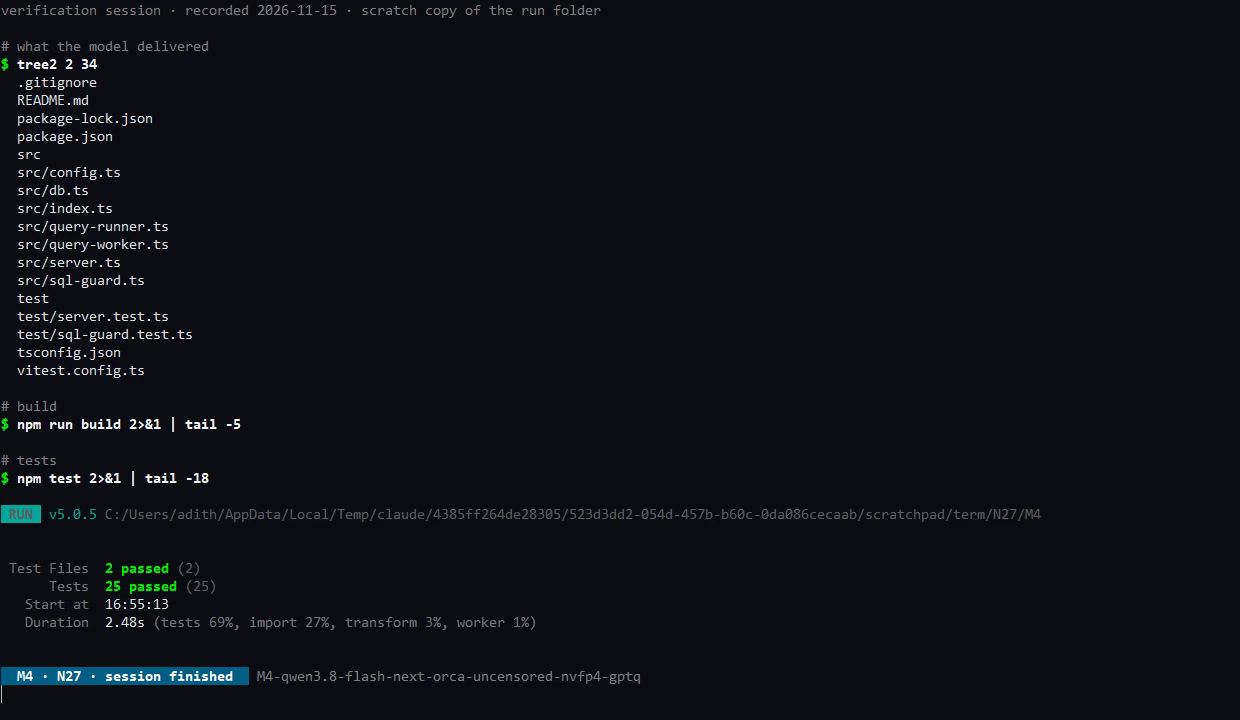 verification session · recorded 2026-11-15 · scratch copy of the run folder
# what the model delivered
$ tree2 2 34
.gitignore
README.md
package-lock.json
package.json
src
src/config.ts
src/db.ts
src/index.ts
src/query-runner.ts
src/query-worker.ts
src/server.ts
src/sql-guard.ts
test
test/server.test.ts
test/sql-guard.test.ts
tsconfig.json
vitest.config.ts
# build
$ npm run build 2>&1 | tail -5
# tests
$ npm test 2>&1 | tail -18
RUN v5.0.5 C:/Users/adith/AppData/Local/Temp/claude/4385ff264de28305/523d3dd2-054d-457b-b60c-0da086cecaab/scratchpad/term/N27/M4
Test Files 2 passed (2)
Tests 25 passed (25)
Start at 16:55:13
Duration 2.48s (tests 69%, import 27%, transform 3%, worker 1%)
M4 · N27 · session finished M4-qwen3.8-flash-next-orca-uncensored-nvfp4-gptq